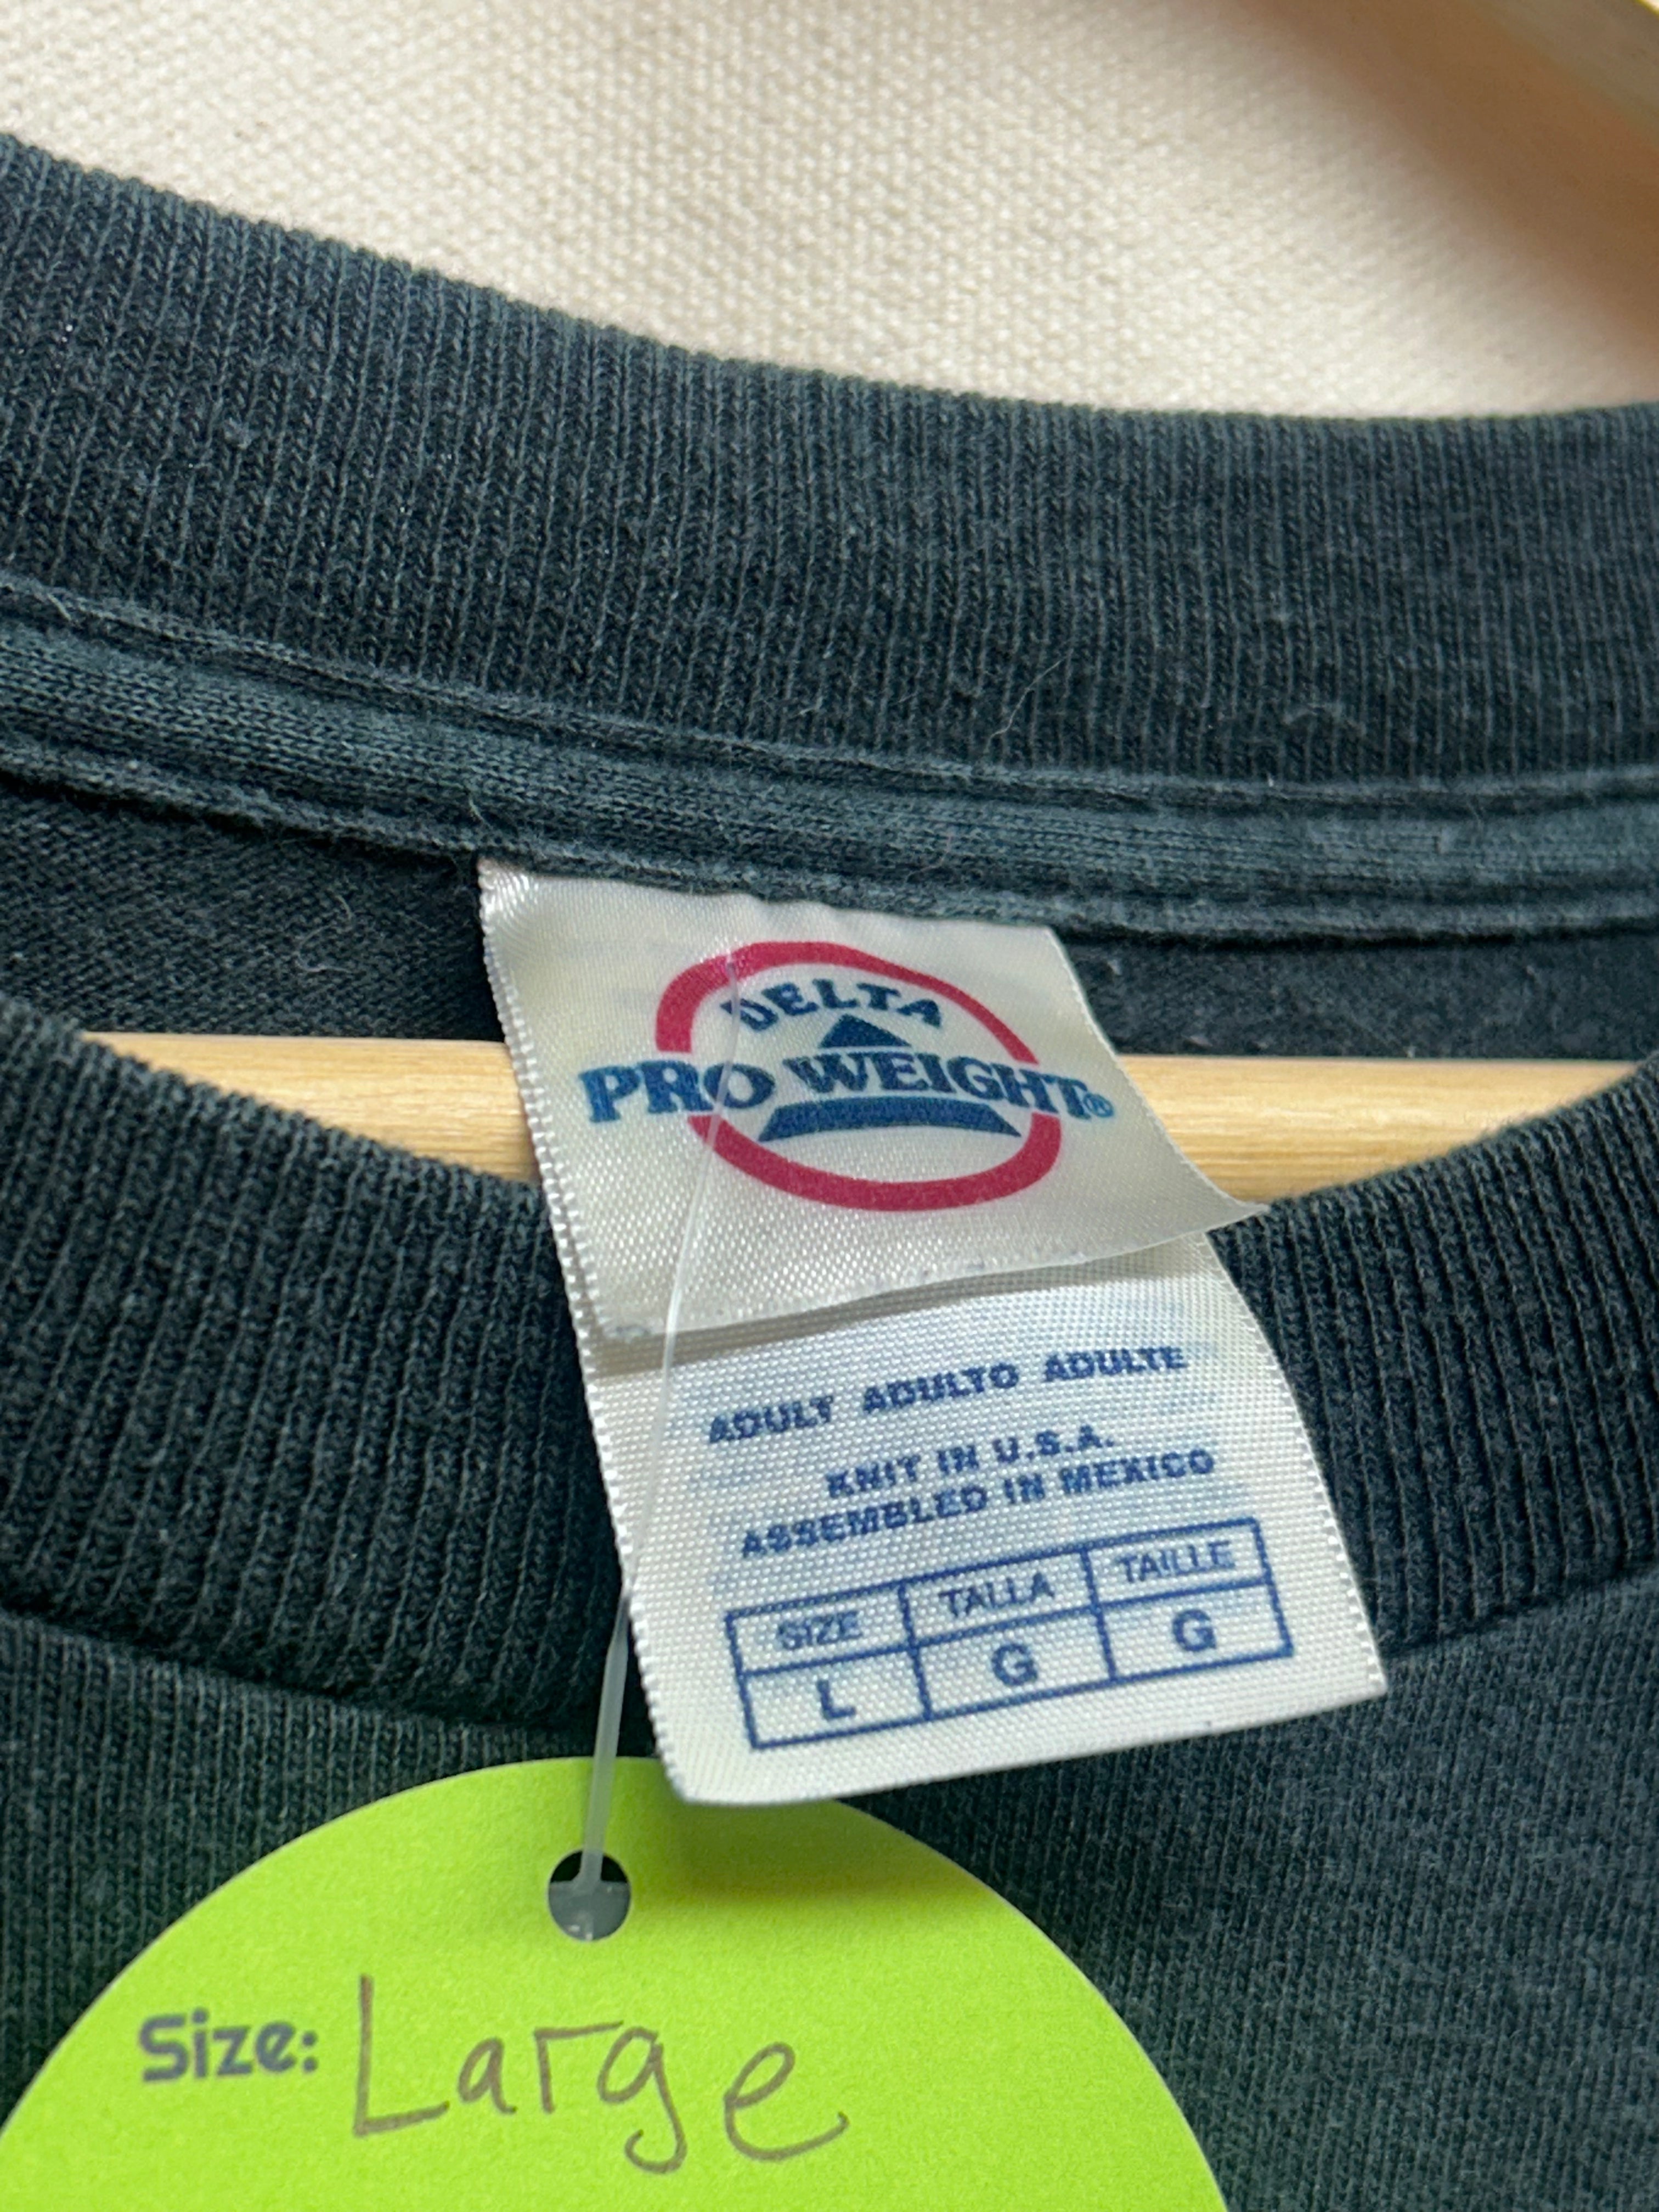 DELTA
PRO WEIGHT®
ADULT ADULTO ADULTE
KNIT IN U.S.A.
ASSEMBLED IN MEXICO
SIZE TALLA TAILLE
L G G
Size: Large